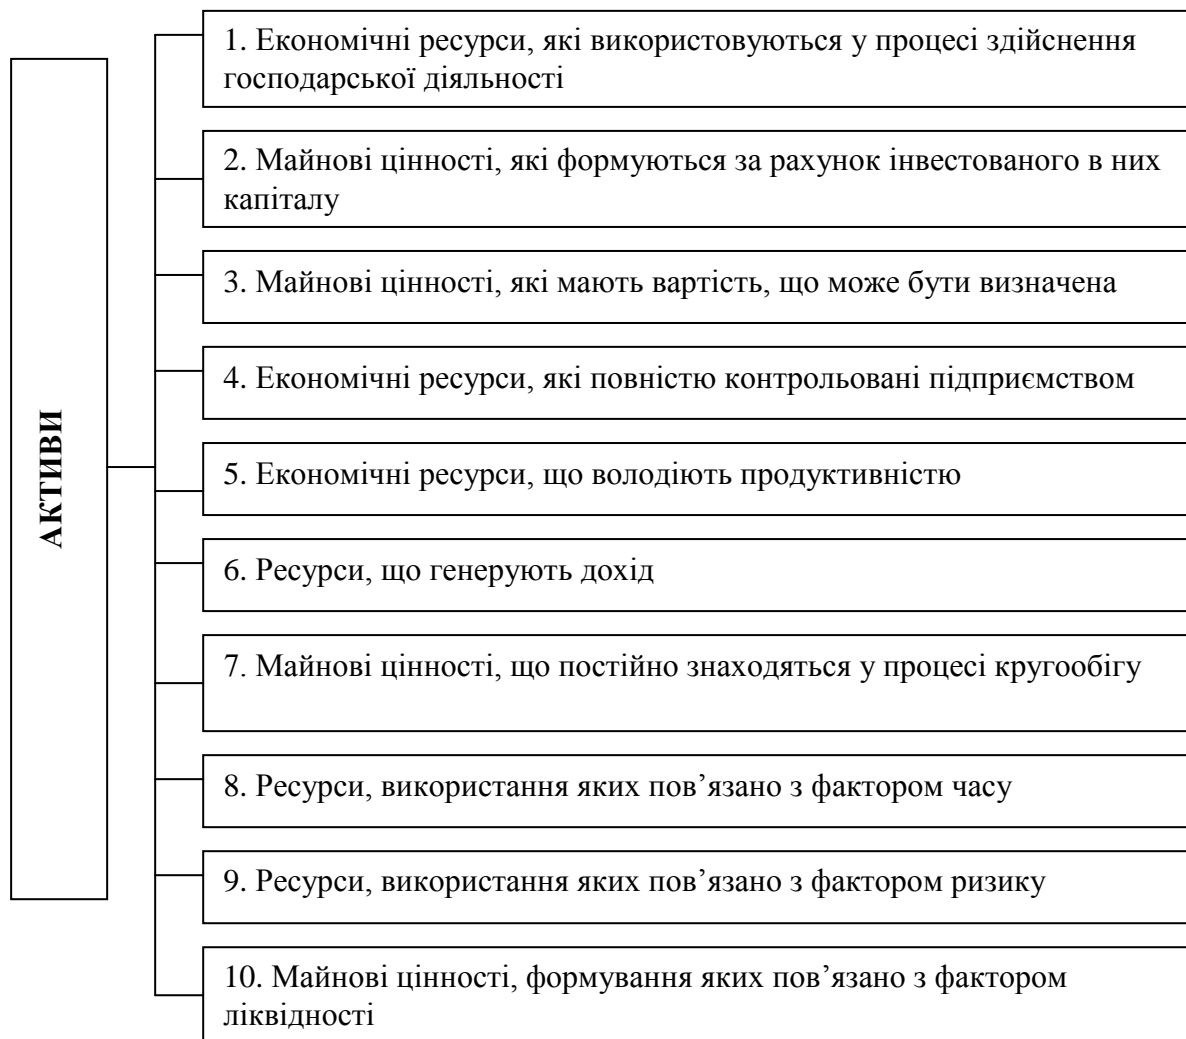 АКТИВИ
1. Економічні ресурси, які використовуються у процесі здійснення
господарської діяльності
2. Майнові цінності, які формуються за рахунок інвестованого в них
капіталу
3. Майнові цінності, які мають вартість, що може бути визначена
4. Економічні ресурси, які повністю контрольовані підприємством
5. Економічні ресурси, що володіють продуктивністю
6. Ресурси, що генерують дохід
7. Майнові цінності, що постійно знаходяться у процесі кругообігу
8. Ресурси, використання яких пов’язано з фактором часу
9. Ресурси, використання яких пов’язано з фактором ризику
10. Майнові цінності, формування яких пов’язано з фактором
ліквідності